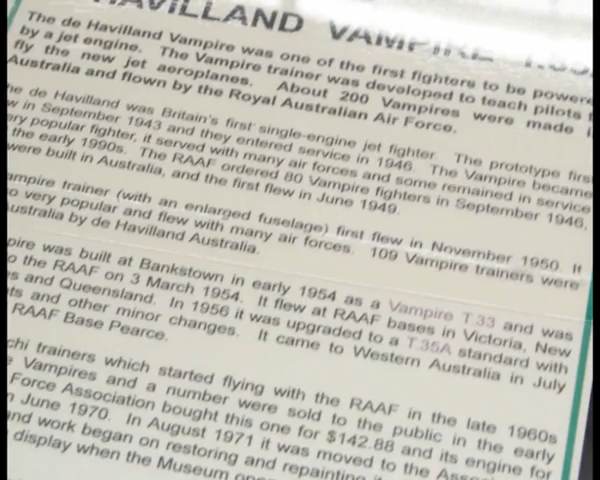 HAVILLAND VAMPIRE T.35A
The de Havilland Vampire was one of the first fighters to be powered
by a jet engine. The Vampire trainer was developed to teach pilots
fly the new jet aeroplanes. About 200 Vampires were made
Australia and flown by the Royal Australian Air Force.
he de Havilland was Britain's first single-engine jet fighter. The prototype firs
w in September 1943 and they entered service in 1946. The Vampire became
ery popular fighter, it served with many air forces and some remained in service
the early 1990s. The RAAF ordered 80 Vampire fighters in September 1946,
were built in Australia, and the first flew in June 1949.
ampire trainer (with an enlarged fuselage) first flew in November 1950. It
o very popular and flew with many air forces. 109 Vampire trainers were
ustralia by de Havilland Australia.
pire was built at Bankstown in early 1954 as a Vampire T.33 and was
o the RAAF on 3 March 1954. It flew at RAAF bases in Victoria, New
s and Queensland. In 1956 it was upgraded to a T.35A standard with
ts and other minor changes. It came to Western Australia in July
RAAF Base Pearce.
chi trainers which started flying with the RAAF in the late 1960s
Vampires and a number were sold to the public in the early
Force Association bought this one for $142.88 and its engine for
June 1970. In August 1971 it was moved to the Assoc
nd work began on restoring and repainting
display when the Museum open